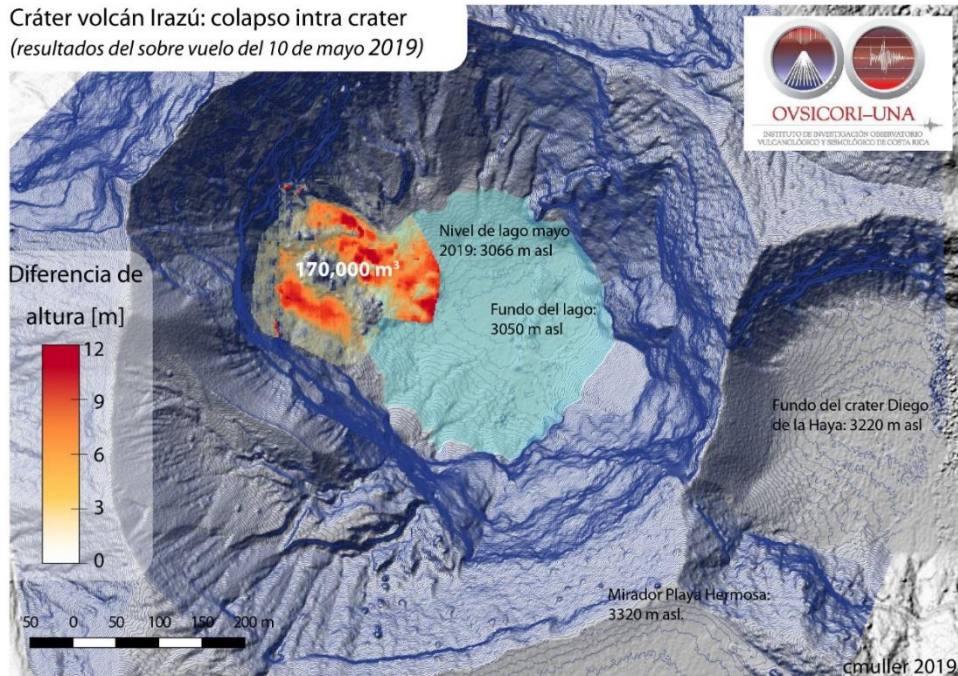 Cráter volcán Irazú: colapso intra crater
(resultados del sobre vuelo del 10 de mayo 2019)
OVSICORI–UNA
INSTITUTO DE INVESTIGACIÓN OBSERVATORIO
VULCANOLÓGICO Y SISMOLÓGICO DE COSTA RICA
Nivel de lago mayo
2019: 3066 m asl
170,000 m³
Fundo del lago:
3050 m asl
Diferencia de
altura [m]
12
9
6
3
0
Fundo del crater Diego
de la Haya: 3220 m asl
Mirador Playa Hermosa:
3320 m asl.
50 0 50 100 150 200 m
cmuller 2019